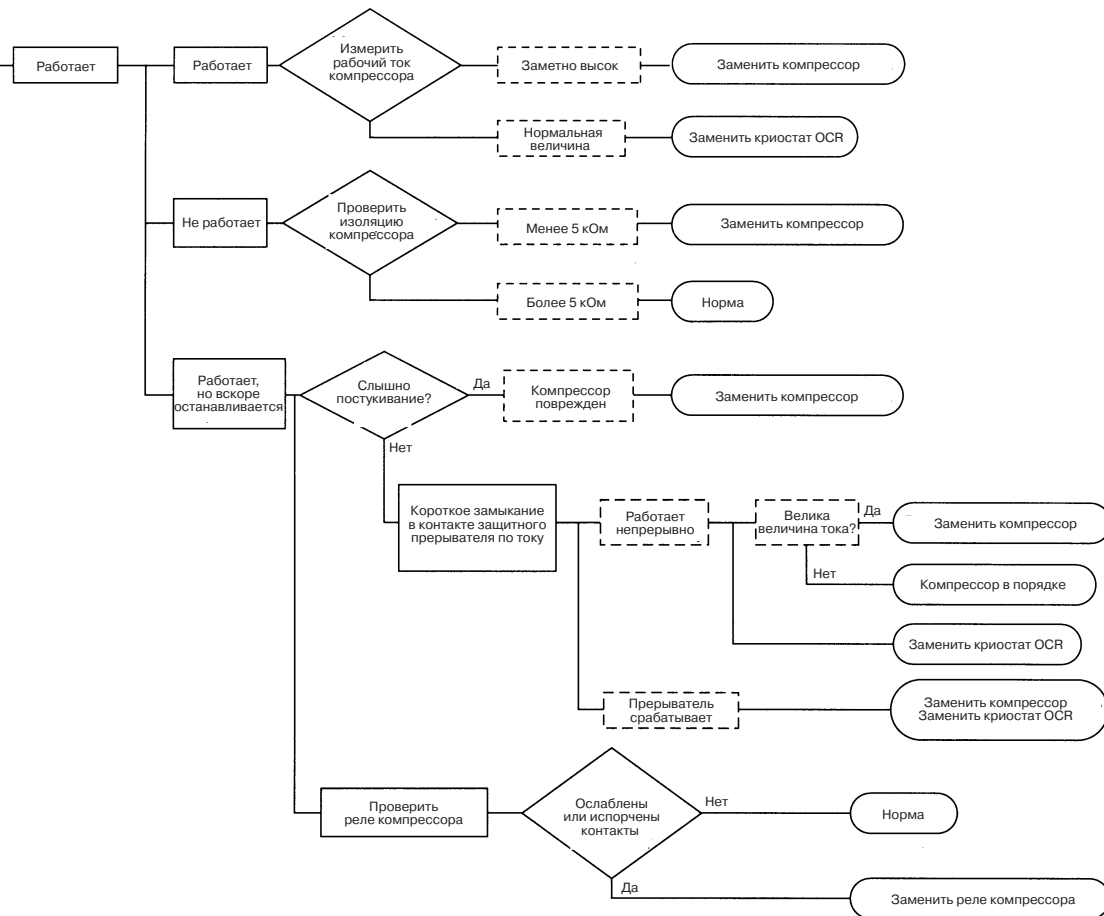 Работает
Работает
Измерить
рабочий ток
компрессора
Заметно высок
Заменить компрессор
Нормальная
величина
Заменить криостат OCR
Не работает
Проверить
изоляцию
компрессора
Менее 5 кОм
Заменить компрессор
Более 5 кОм
Норма
Работает,
но вскоре
останавливается
Слышно
постукивание?
Да
Компрессор
поврежден
Заменить компрессор
Нет
Короткое замыкание
в контакте защитного
прерывателя по току
Работает
непрерывно
Велика
величина тока?
Да
Заменить компрессор
Нет
Компрессор в порядке
Заменить криостат OCR
Прерыватель
срабатывает
Заменить компрессор
Заменить криостат OCR
Проверить
реле компрессора
Ослаблены
или испорчены
контакты
Нет
Норма
Да
Заменить реле компрессора